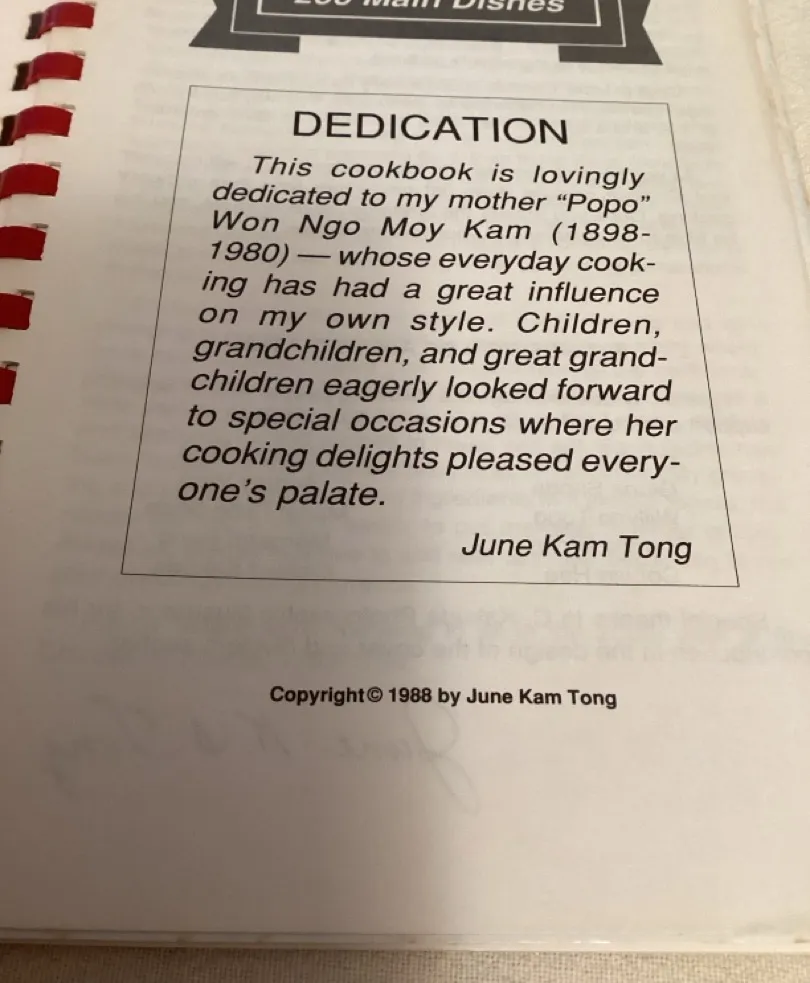 Main Dishes
DEDICATION
This cookbook is lovingly
dedicated to my mother “Popo”
Won Ngo Moy Kam (1898-
1980) — whose everyday cook-
ing has had a great influence
on my own style. Children,
grandchildren, and great grand-
children eagerly looked forward
to special occasions where her
cooking delights pleased every-
one’s palate.
June Kam Tong
Copyright© 1988 by June Kam Tong